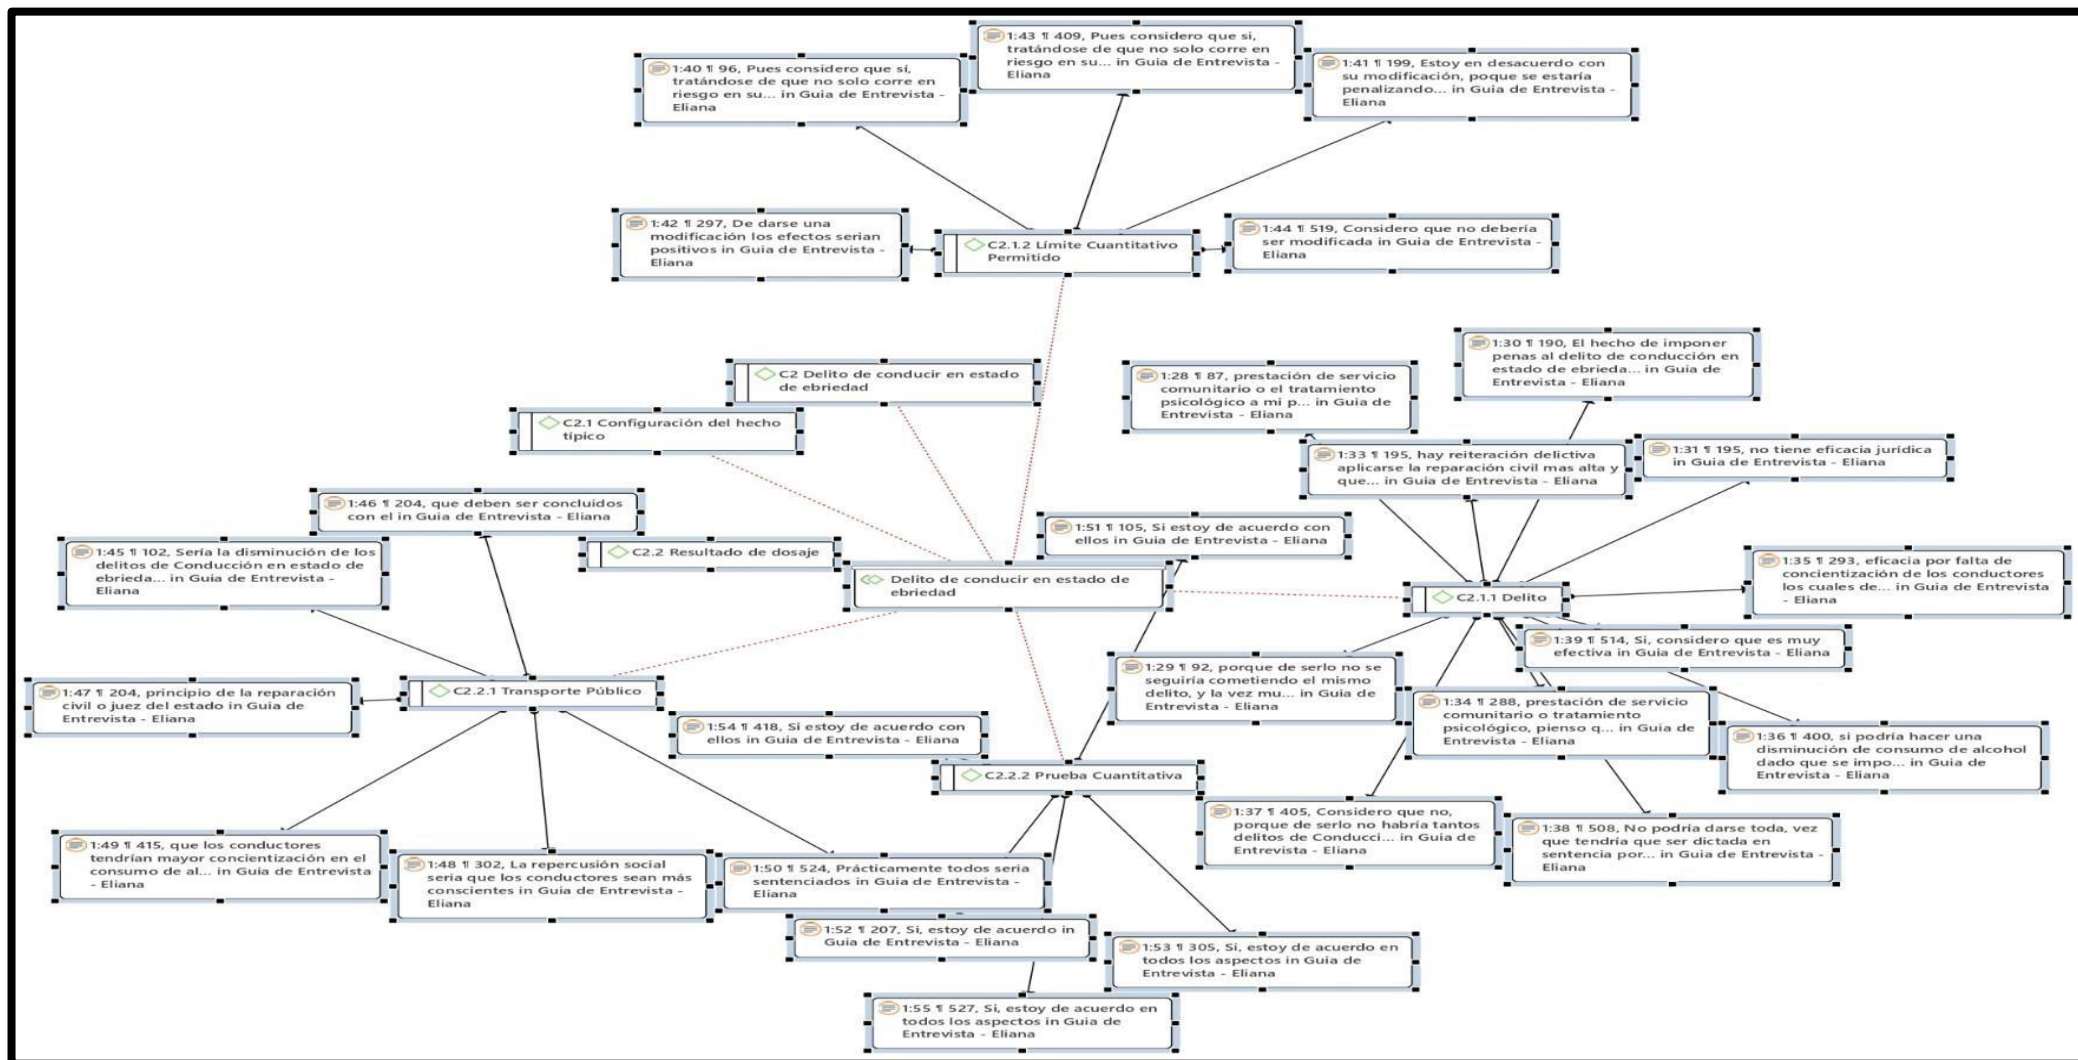 1:43 ¶ 409, Pues considero que si,
tratándose de que no solo corre en
riesgo en su... in Guia de Entrevista -
Eliana
1:40 ¶ 96, Pues considero que sí,
tratándose de que no solo corre en
riesgo en su... in Guia de Entrevista -
Eliana
1:41 ¶ 199, Estoy en desacuerdo con
su modificación, poque se estaría
penalizando... in Guia de Entrevista -
Eliana
1:42 ¶ 297, De darse una
modificación los efectos serian
positivos in Guia de Entrevista -
Eliana
C2.1.2 Límite Cuantitativo
Permitido
1:44 ¶ 519, Considero que no debería
ser modificada in Guia de Entrevista -
Eliana
C2 Delito de conducir en estado
de ebriedad
C2.1 Configuración del hecho
típico
1:28 ¶ 87, prestación de servicio
comunitario o el tratamiento
psicológico a mi p... in Guia de
Entrevista - Eliana
1:30 ¶ 190, El hecho de imponer
penas al delito de conducción en
estado de ebrieda... in Guia de
Entrevista - Eliana
1:33 ¶ 195, hay reiteración delictiva
aplicarse la reparación civil mas alta y
que... in Guia de Entrevista - Eliana
1:31 ¶ 195, no tiene eficacia jurídica
in Guia de Entrevista - Eliana
1:46 ¶ 204, que deben ser concluidos
con el in Guia de Entrevista - Eliana
1:45 ¶ 102, Sería la disminución de los
delitos de Conducción en estado de
ebrieda... in Guia de Entrevista -
Eliana
C2.2 Resultado de dosaje
1:51 ¶ 105, Si estoy de acuerdo con
ellos in Guia de Entrevista - Eliana
Delito de conducir en estado de
ebriedad
C2.1.1 Delito
1:35 ¶ 293, eficacia por falta de
concientización de los conductores
los cuales de... in Guia de Entrevista
- Eliana
1:39 ¶ 514, Si, considero que es muy
efectiva in Guia de Entrevista - Eliana
1:29 ¶ 92, porque de serlo no se
seguiría cometiendo el mismo
delito, y la vez mu... in Guia de
Entrevista - Eliana
1:34 ¶ 288, prestación de servicio
comunitario o tratamiento
psicológico, pienso q... in Guia de
Entrevista - Eliana
1:36 ¶ 400, si podría hacer una
disminución de consumo de alcohol
dado que se impo... in Guia de
Entrevista - Eliana
1:47 ¶ 204, principio de la reparación
civil o juez del estado in Guia de
Entrevista - Eliana
C2.2.1 Transporte Público
1:54 ¶ 418, Si estoy de acuerdo con
ellos in Guia de Entrevista - Eliana
C2.2.2 Prueba Cuantitativa
1:37 ¶ 405, Considero que no,
porque de serlo no habría tantos
delitos de Conducci... in Guia de
Entrevista - Eliana
1:38 ¶ 508, No podría darse toda, vez
que tendría que ser dictada en
sentencia por... in Guia de Entrevista -
Eliana
1:49 ¶ 415, que los conductores
tendrían mayor concientización en el
consumo de al... in Guia de Entrevista
- Eliana
1:48 ¶ 302, La repercusión social
seria que los conductores sean más
conscientes in Guia de Entrevista -
Eliana
1:50 ¶ 524, Prácticamente todos seria
sentenciados in Guia de Entrevista -
Eliana
1:52 ¶ 207, Si, estoy de acuerdo in
Guia de Entrevista - Eliana
1:53 ¶ 305, Si, estoy de acuerdo en
todos los aspectos in Guia de
Entrevista - Eliana
1:55 ¶ 527, Si, estoy de acuerdo en
todos los aspectos in Guia de
Entrevista - Eliana